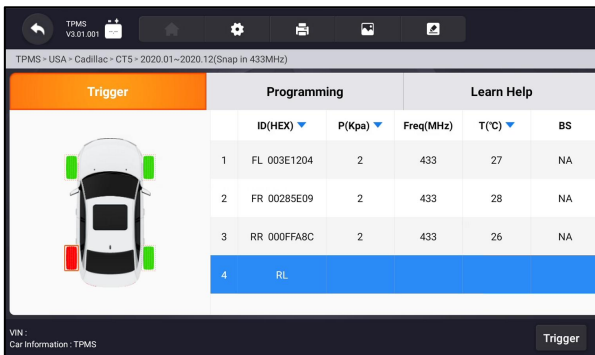 TPMS
V3.01.001
TPMS > USA > Cadillac > CT5 > 2020.01~2020.12(Snap in 433MHz)
Trigger Programming Learn Help
ID(HEX) P(Kpa) Freq(MHz) T(℃) BS
1 FL 003E1204 2 433 27 NA
2 FR 00285E09 2 433 28 NA
3 RR 000FFA8C 2 433 26 NA
4 RL
VIN :
Car Information : TPMS
Trigger